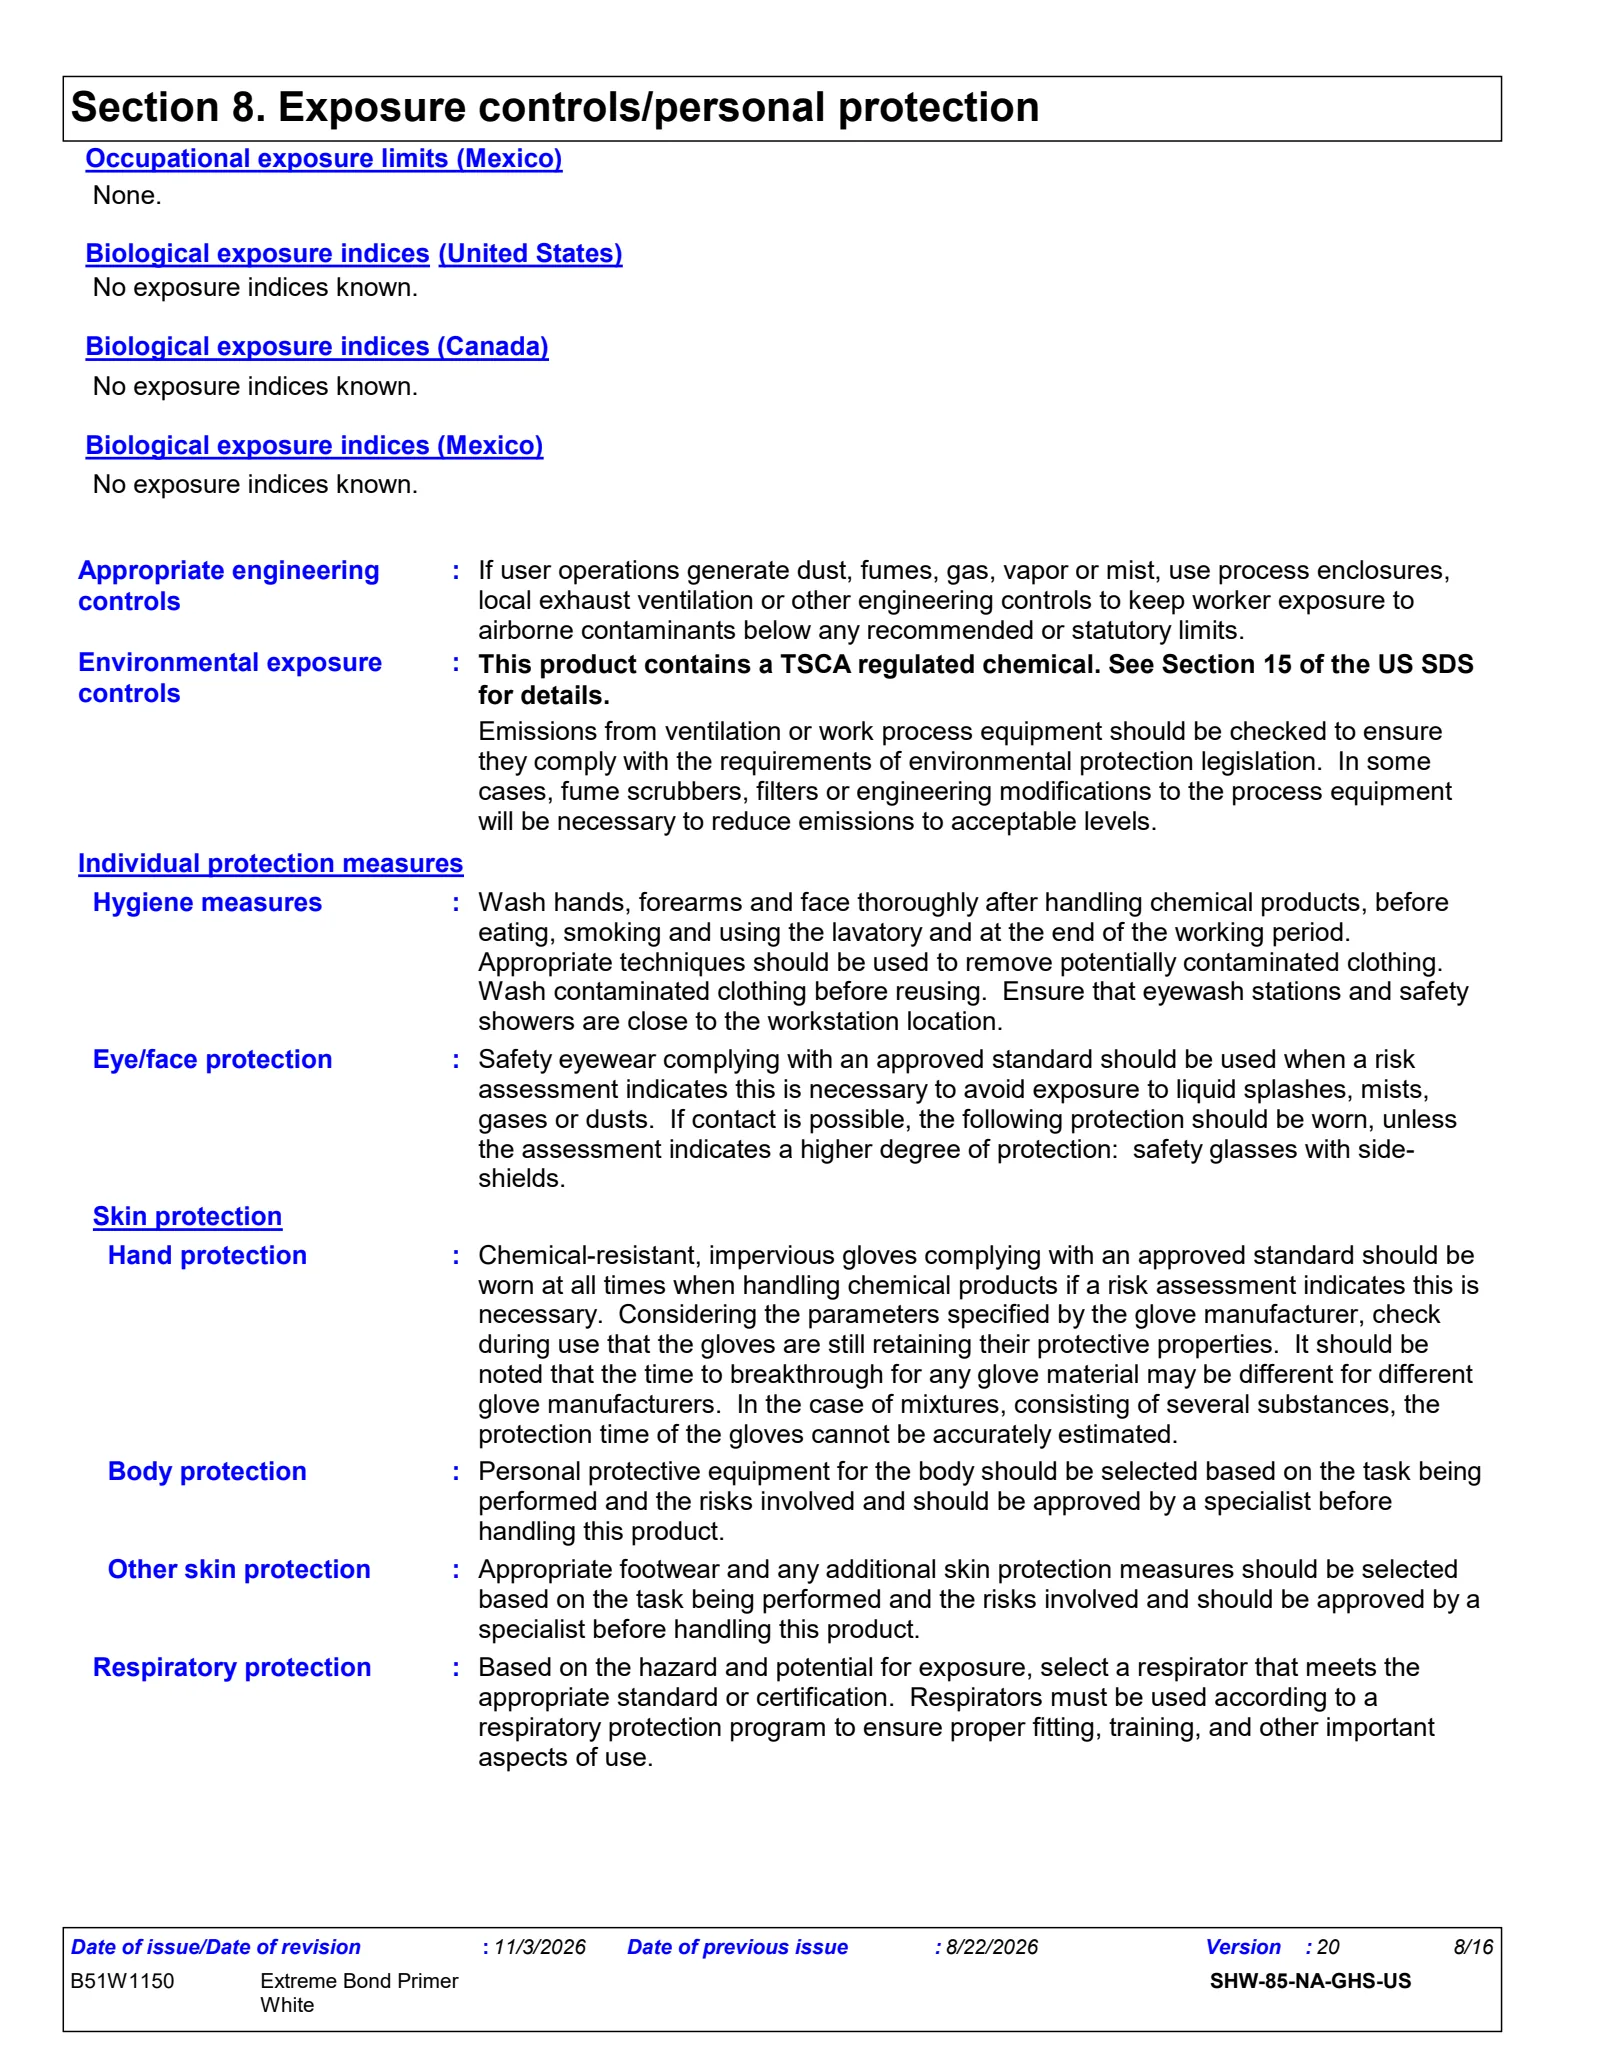 Section 8. Exposure controls/personal protection
Occupational exposure limits (Mexico)
None.
Biological exposure indices (United States)
No exposure indices known.
Biological exposure indices (Canada)
No exposure indices known.
Biological exposure indices (Mexico)
No exposure indices known.
Appropriate engineering controls : If user operations generate dust, fumes, gas, vapor or mist, use process enclosures,
local exhaust ventilation or other engineering controls to keep worker exposure to
airborne contaminants below any recommended or statutory limits.
Environmental exposure controls : This product contains a TSCA regulated chemical. See Section 15 of the US SDS
for details.
Emissions from ventilation or work process equipment should be checked to ensure
they comply with the requirements of environmental protection legislation. In some
cases, fume scrubbers, filters or engineering modifications to the process equipment
will be necessary to reduce emissions to acceptable levels.
Individual protection measures
Hygiene measures : Wash hands, forearms and face thoroughly after handling chemical products, before
eating, smoking and using the lavatory and at the end of the working period.
Appropriate techniques should be used to remove potentially contaminated clothing.
Wash contaminated clothing before reusing. Ensure that eyewash stations and safety
showers are close to the workstation location.
Eye/face protection : Safety eyewear complying with an approved standard should be used when a risk
assessment indicates this is necessary to avoid exposure to liquid splashes, mists,
gases or dusts. If contact is possible, the following protection should be worn, unless
the assessment indicates a higher degree of protection: safety glasses with side-
shields.
Skin protection
Hand protection : Chemical-resistant, impervious gloves complying with an approved standard should be
worn at all times when handling chemical products if a risk assessment indicates this is
necessary. Considering the parameters specified by the glove manufacturer, check
during use that the gloves are still retaining their protective properties. It should be
noted that the time to breakthrough for any glove material may be different for different
glove manufacturers. In the case of mixtures, consisting of several substances, the
protection time of the gloves cannot be accurately estimated.
Body protection : Personal protective equipment for the body should be selected based on the task being
performed and the risks involved and should be approved by a specialist before
handling this product.
Other skin protection : Appropriate footwear and any additional skin protection measures should be selected
based on the task being performed and the risks involved and should be approved by a
specialist before handling this product.
Respiratory protection : Based on the hazard and potential for exposure, select a respirator that meets the
appropriate standard or certification. Respirators must be used according to a
respiratory protection program to ensure proper fitting, training, and other important
aspects of use.
Date of issue/Date of revision : 11/3/2026 Date of previous issue : 8/22/2026 Version : 20 8/16
B51W1150 Extreme Bond Primer SHW-85-NA-GHS-US
White